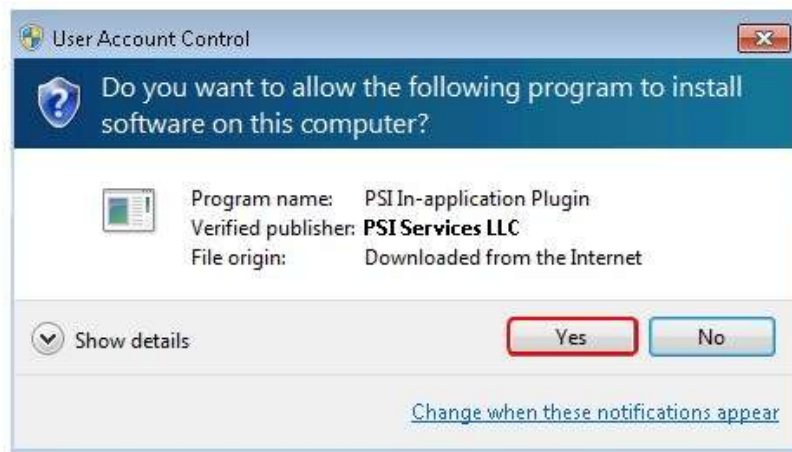 User Account Control
Do you want to allow the following program to install
software on this computer?
Program name: PSI In-application Plugin
Verified publisher: PSI Services LLC
File origin: Downloaded from the Internet
Show details Yes No
Change when these notifications appear